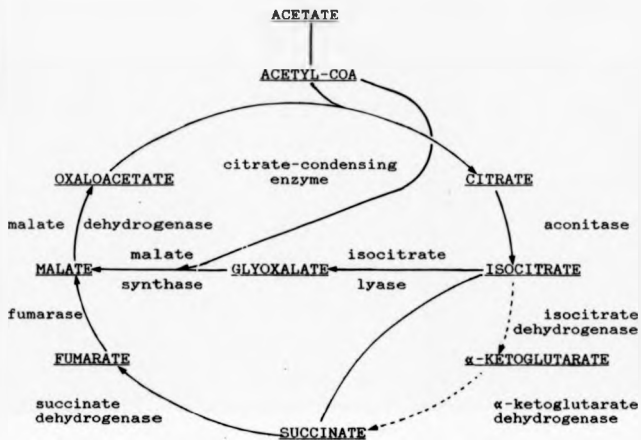 ACETATE
ACETYL-COA
citrate-condensing
enzyme
OXALOACETATE
CITRATE
malate dehydrogenase
aconitase
malate
isocitrate
MALATE
GLYOXALATE
ISOCITRATE
synthase
lyase
fumarase
isocitrate
dehydrogenase
FUMARATE
α-KETOGLUTARATE
succinate
dehydrogenase
α-ketoglutarate
dehydrogenase
SUCCINATE